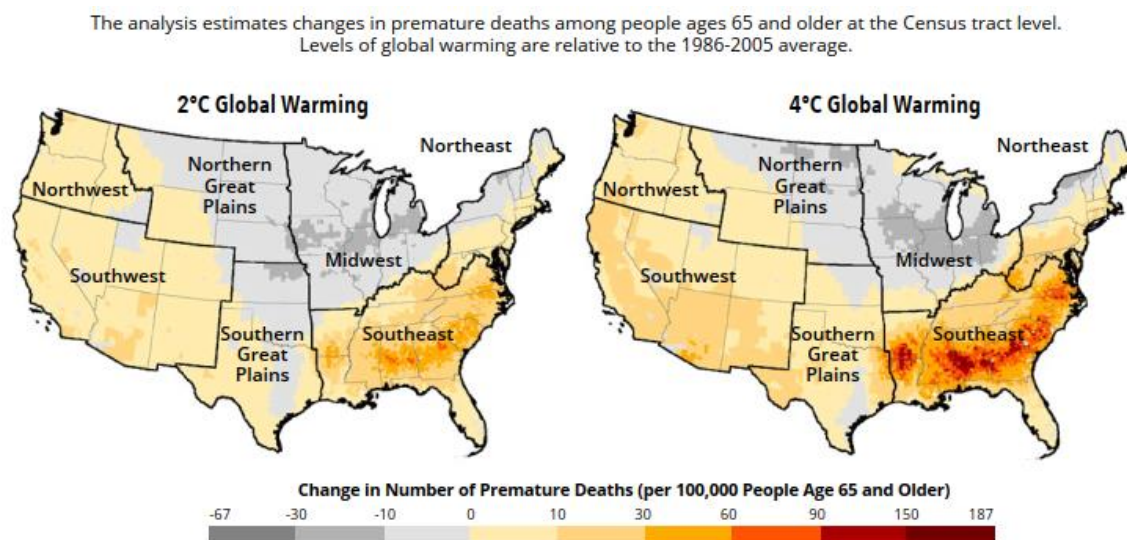 The analysis estimates changes in premature deaths among people ages 65 and older at the Census tract level.
Levels of global warming are relative to the 1986-2005 average.
2°C Global Warming
Northeast
Northwest
Northern
Great
Plains
Midwest
Southwest
Southern
Great
Plains
Southeast
4°C Global Warming
Northeast
Northwest
Northern
Great
Plains
Midwest
Southwest
Southern
Great
Plains
Southeast
Change in Number of Premature Deaths (per 100,000 People Age 65 and Older)
-67 -30 -10 0 10 30 60 90 150 187